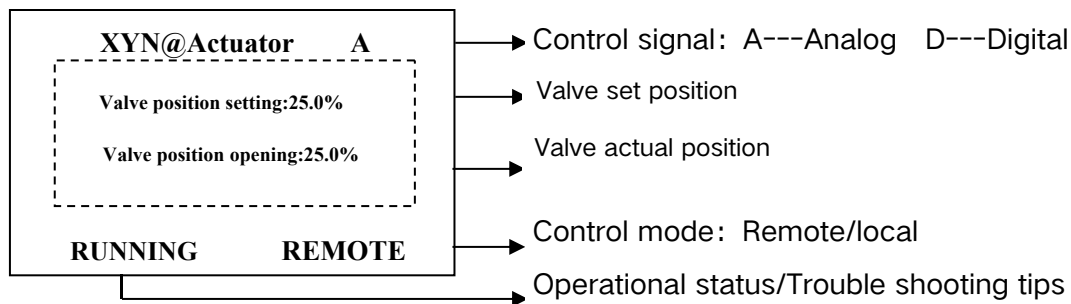 XYN@Actuator A
Control signal: A---Analog D---Digital
Valve position setting:25.0%
Valve set position
Valve position opening:25.0%
Valve actual position
RUNNING REMOTE
Control mode: Remote/local
Operational status/Trouble shooting tips